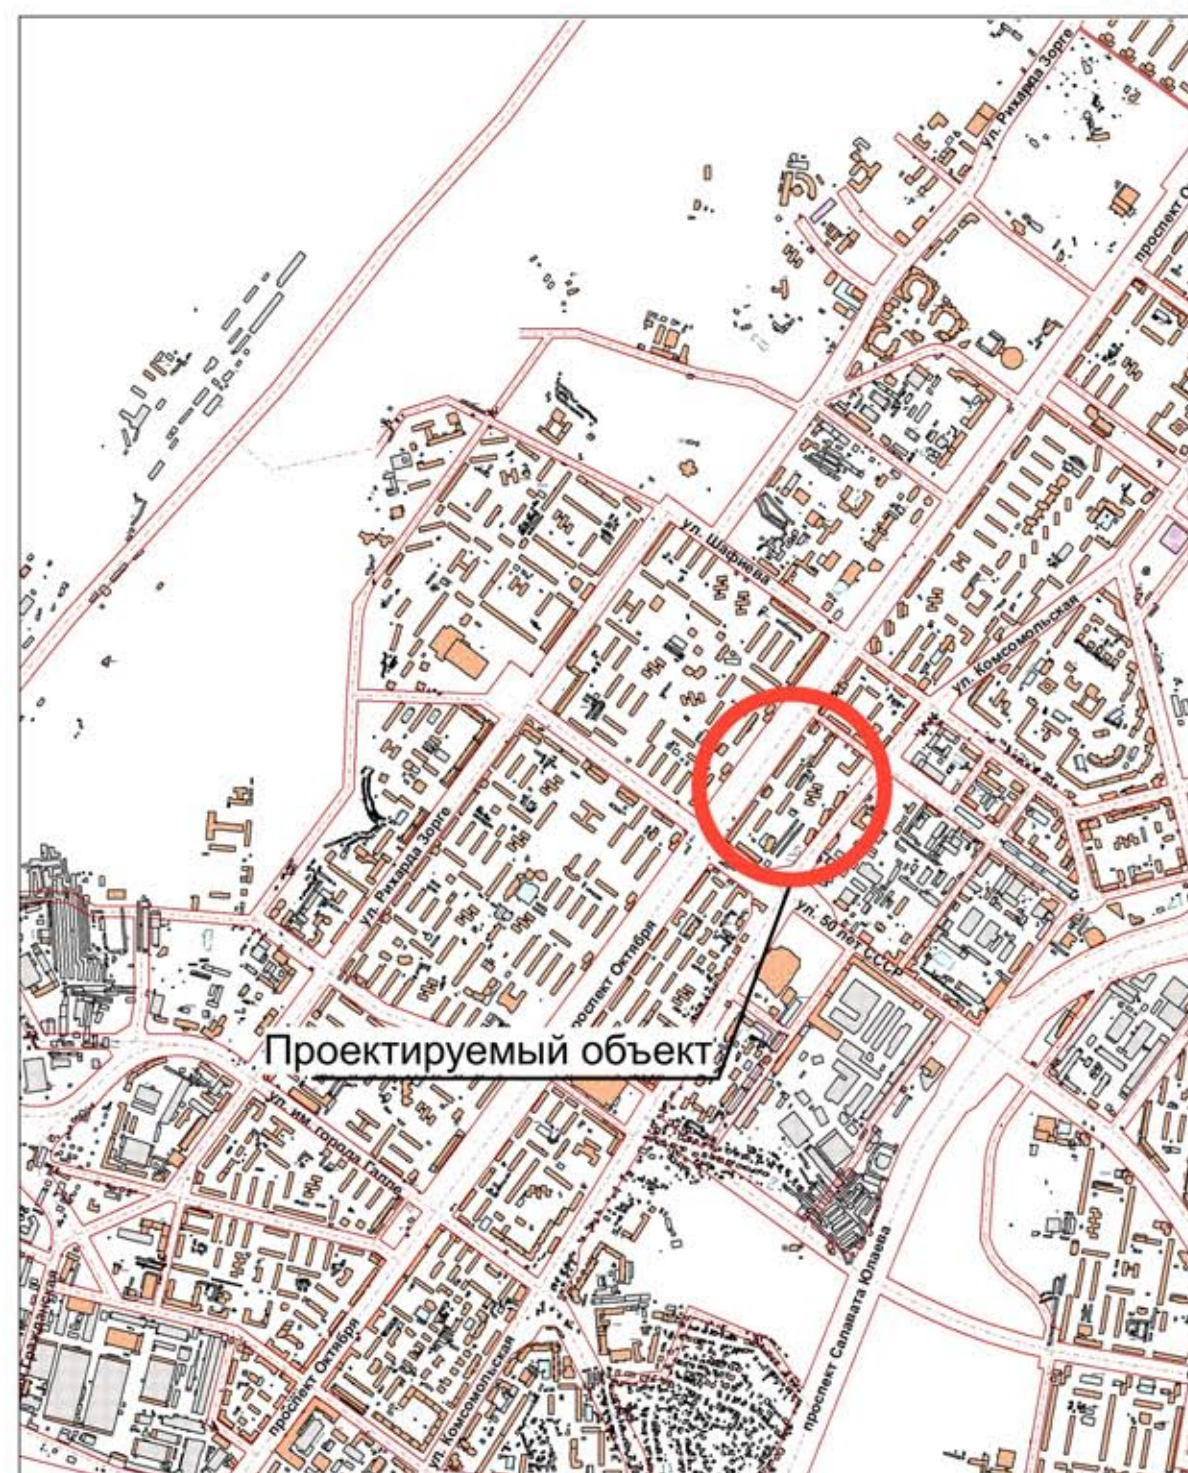 ул. Рихарда Зорге
проспект О
ул. Шафиева
ул. Комсомольская
ул. Рихарда Зорге
ул. 50 лет СССР
проспект Октября
Проектируемый объект
ул. им. города Галле
проспект Салавата Юлаева
Гражданская
проспект Октября
ул. Комсомольская